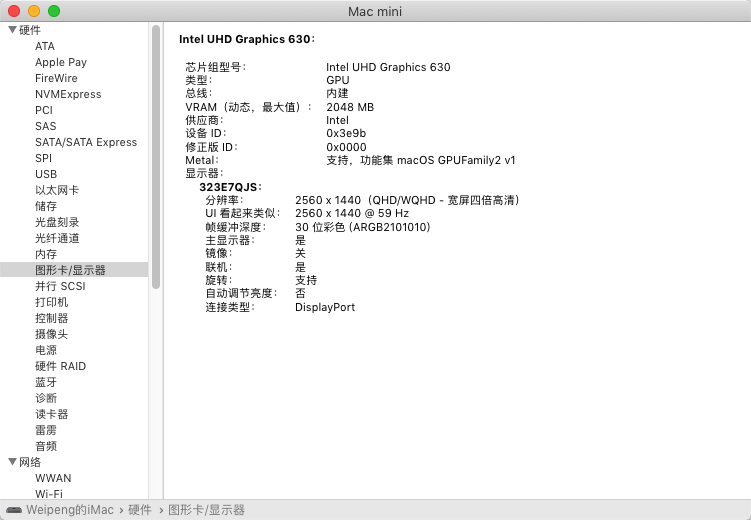 Mac mini
硬件
ATA
Apple Pay
FireWire
NVMExpress
PCI
SAS
SATA/SATA Express
SPI
USB
以太网卡
储存
光盘刻录
光纤通道
内存
图形卡/显示器
并行 SCSI
打印机
控制器
摄像头
电源
硬件 RAID
蓝牙
诊断
读卡器
雷雳
音频
网络
WWAN
Wi-Fi
Intel UHD Graphics 630：
芯片组型号： Intel UHD Graphics 630
类型： GPU
总线： 内建
VRAM（动态，最大值）： 2048 MB
供应商： Intel
设备 ID： 0x3e9b
修正版 ID： 0x0000
Metal： 支持，功能集 macOS GPUFamily2 v1
显示器：
323E7QJS：
分辨率： 2560 x 1440（QHD/WQHD - 宽屏四倍高清）
UI 看起来类似： 2560 x 1440 @ 59 Hz
帧缓冲深度： 30 位彩色 (ARGB2101010)
主显示器： 是
镜像： 关
联机： 是
旋转： 支持
自动调节亮度： 否
连接类型： DisplayPort
Weipeng的iMac › 硬件 › 图形卡/显示器